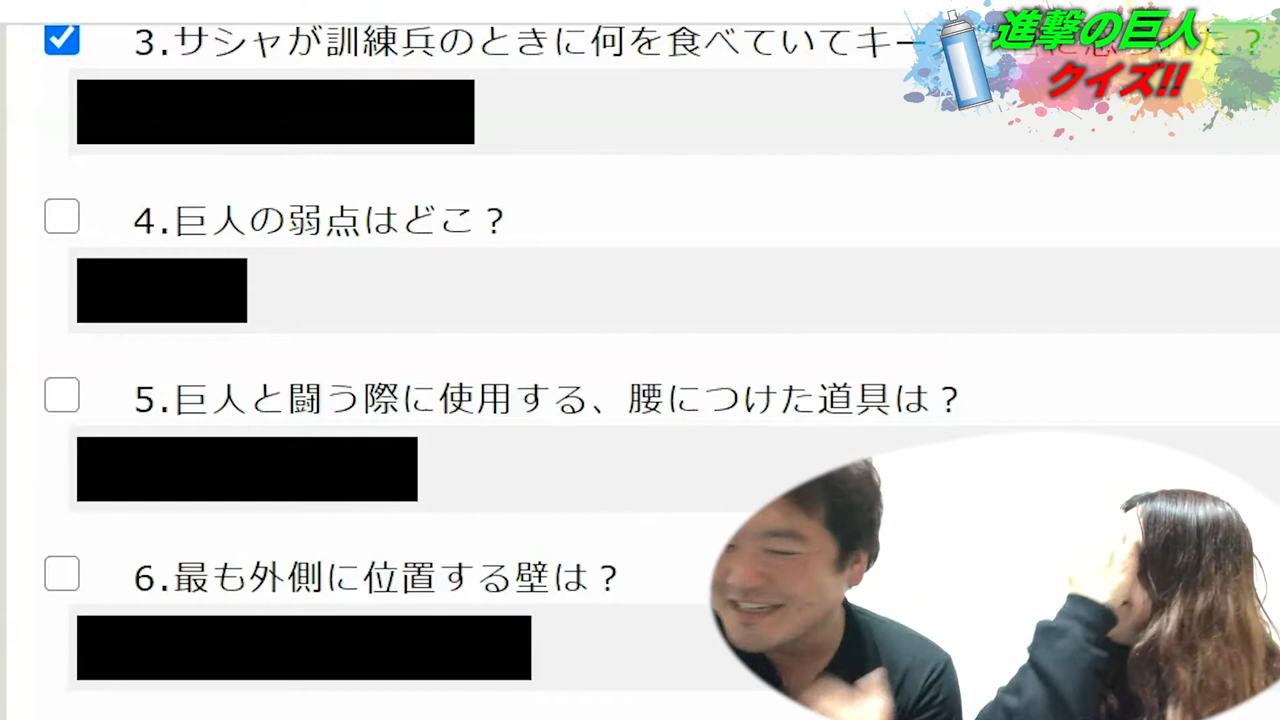 進撃の巨人
クイズ!!
3.サシャが訓練兵のときに何を食べていてキー
た？
4.巨人の弱点はどこ？
5.巨人と闘う際に使用する、腰につけた道具は？
6.最も外側に位置する壁は？